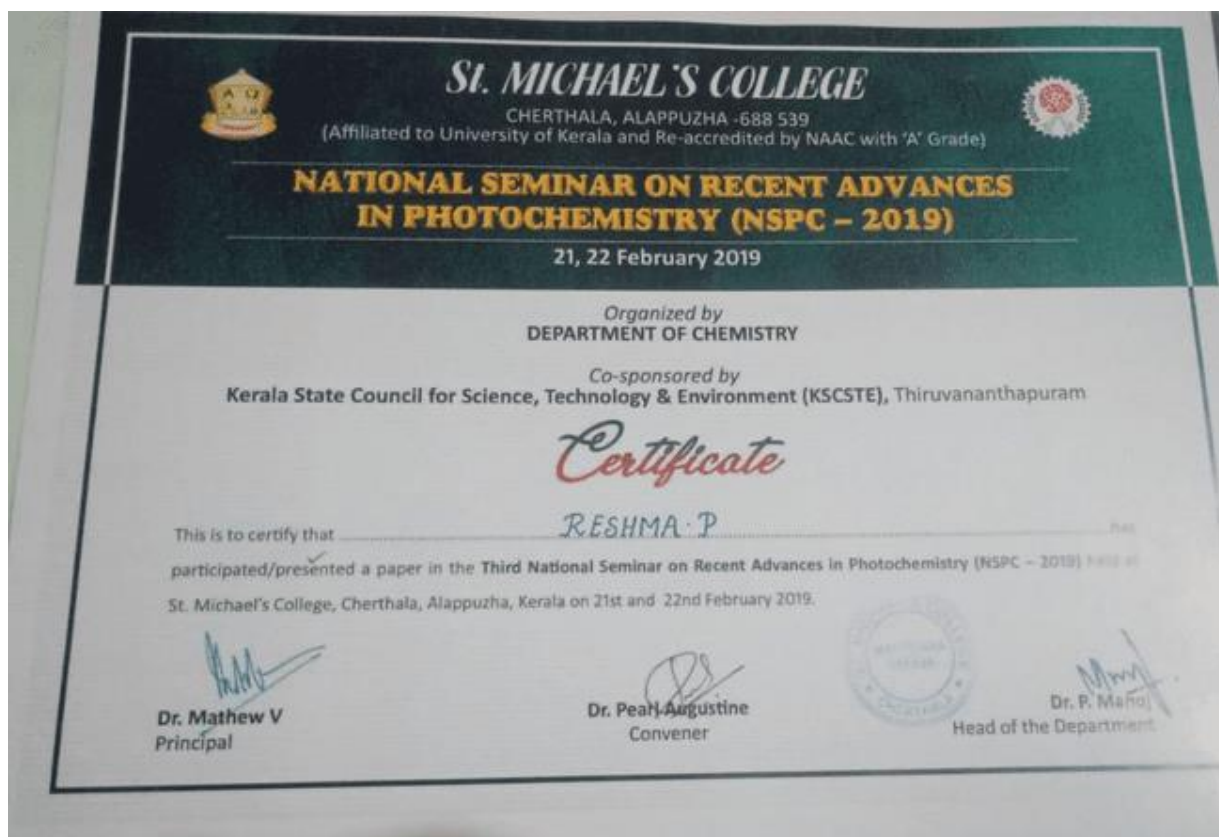 St. MICHAEL'S COLLEGE
CHERTHALA, ALAPPUZHA -688 539
(Affiliated to University of Kerala and Re-accredited by NAAC with 'A' Grade)
NATIONAL SEMINAR ON RECENT ADVANCES
IN PHOTOCHEMISTRY (NSPC – 2019)
21, 22 February 2019
Organized by
DEPARTMENT OF CHEMISTRY
Co-sponsored by
Kerala State Council for Science, Technology & Environment (KSCSTE), Thiruvananthapuram
Certificate
This is to certify that RESHMA·P has
participated/presented a paper in the Third National Seminar on Recent Advances in Photochemistry (NSPC – 2019) held at
St. Michael's College, Cherthala, Alappuzha, Kerala on 21st and 22nd February 2019.
Dr. Mathew V
Principal
Dr. Pearl Augustine
Convener
CHERTHALA
Dr. P. Manoj
Head of the Department